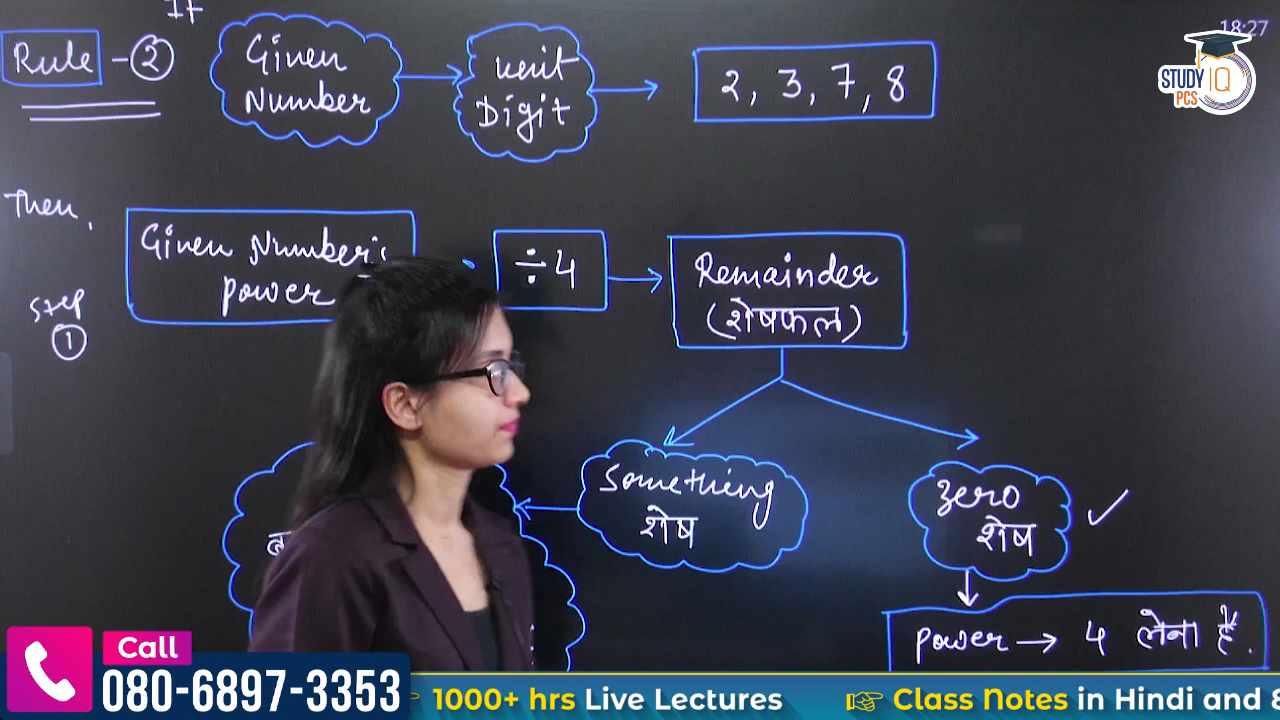 If
Rule - 2
Given
Number
unit
Digit
2, 3, 7, 8
18:27
STUDY IQ
PCS
Then,
Given Number's
power
÷ 4
Remainder
(शेषफल)
Step
1
Something
शेष
Zero
शेष
power → 4 लेना है.
Call
080-6897-3353
1000+ hrs Live Lectures
Class Notes in Hindi and